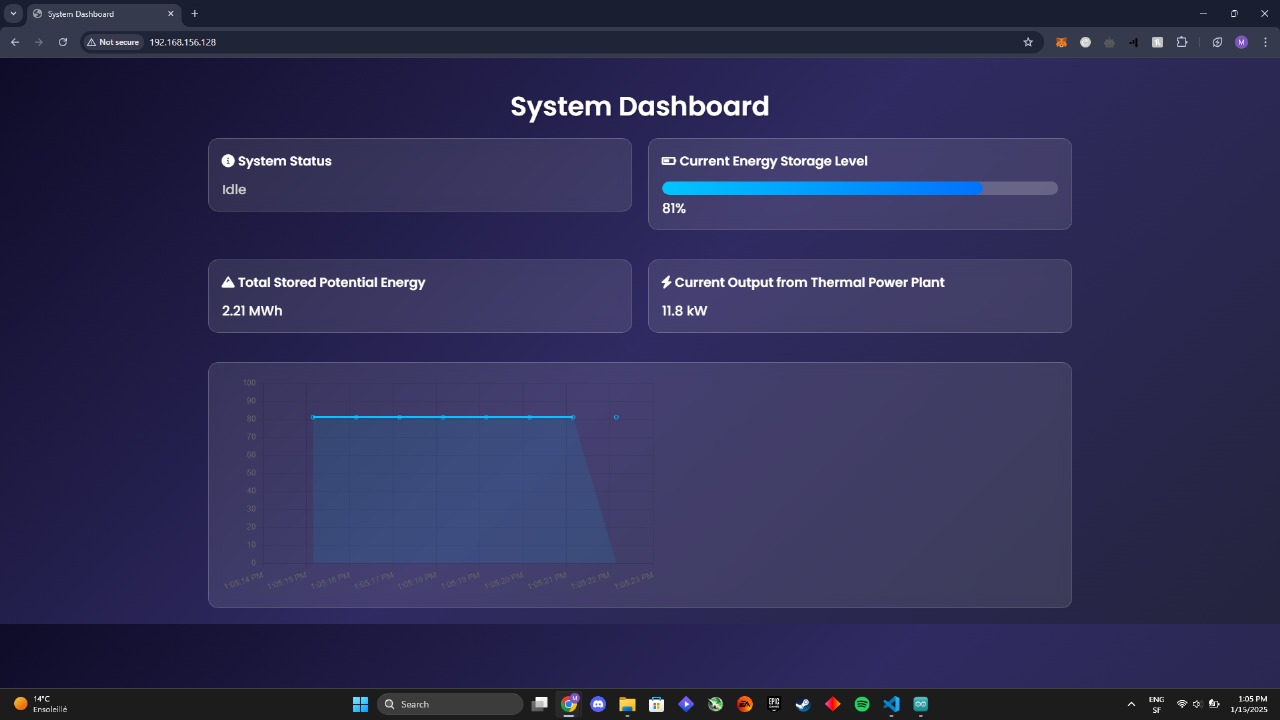 System Dashboard
Not secure
192.168.156.128
M
System Dashboard
System Status
Idle
Current Energy Storage Level
81%
Total Stored Potential Energy
2.21 MWh
Current Output from Thermal Power Plant
11.8 kW
100
90
80
70
60
50
40
30
20
10
0
1:05:14 PM
1:05:15 PM
1:05:16 PM
1:05:17 PM
1:05:18 PM
1:05:19 PM
1:05:20 PM
1:05:21 PM
1:05:22 PM
1:05:23 PM
14°C
Ensoleillé
Search
M
EA
EPIC
ENG
SF
1:05 PM
1/15/2025